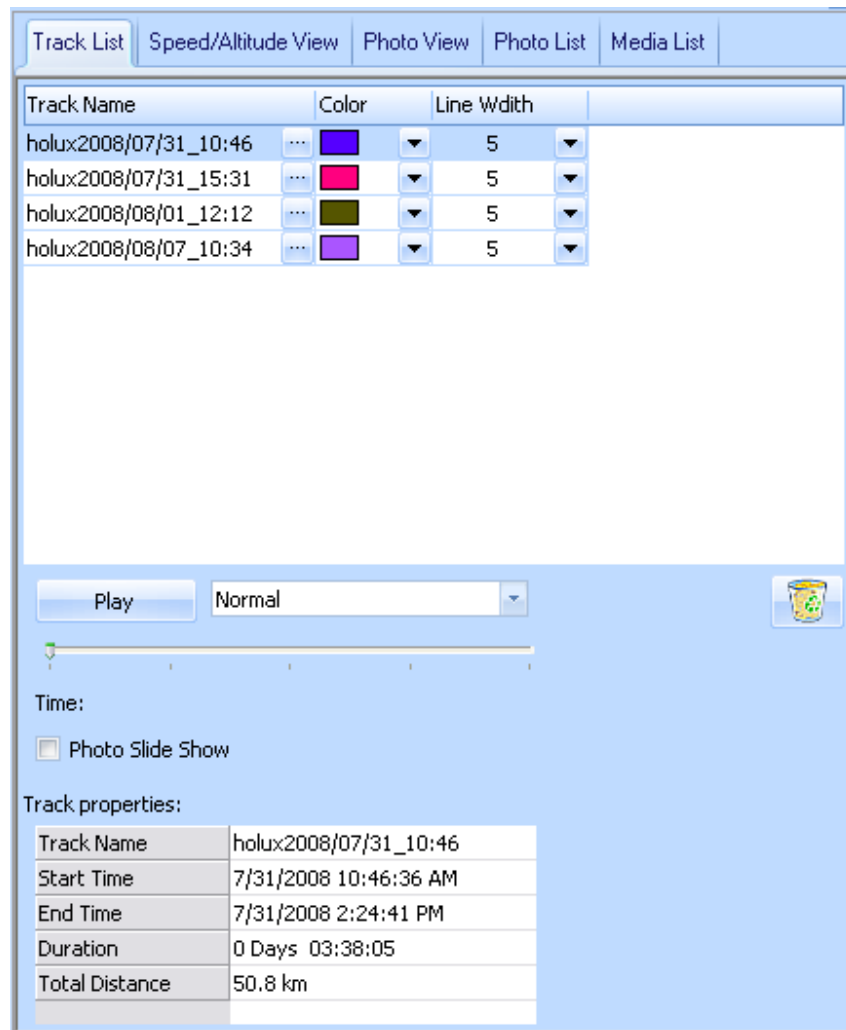 Track List Speed/Altitude View Photo View Photo List Media List
Track Name Color Line Wdith
holux2008/07/31_10:46 ... 5
holux2008/07/31_15:31 ... 5
holux2008/08/01_12:12 ... 5
holux2008/08/07_10:34 ... 5
Play Normal
Time:
Photo Slide Show
Track properties:
Track Name holux2008/07/31_10:46
Start Time 7/31/2008 10:46:36 AM
End Time 7/31/2008 2:24:41 PM
Duration 0 Days 03:38:05
Total Distance 50.8 km